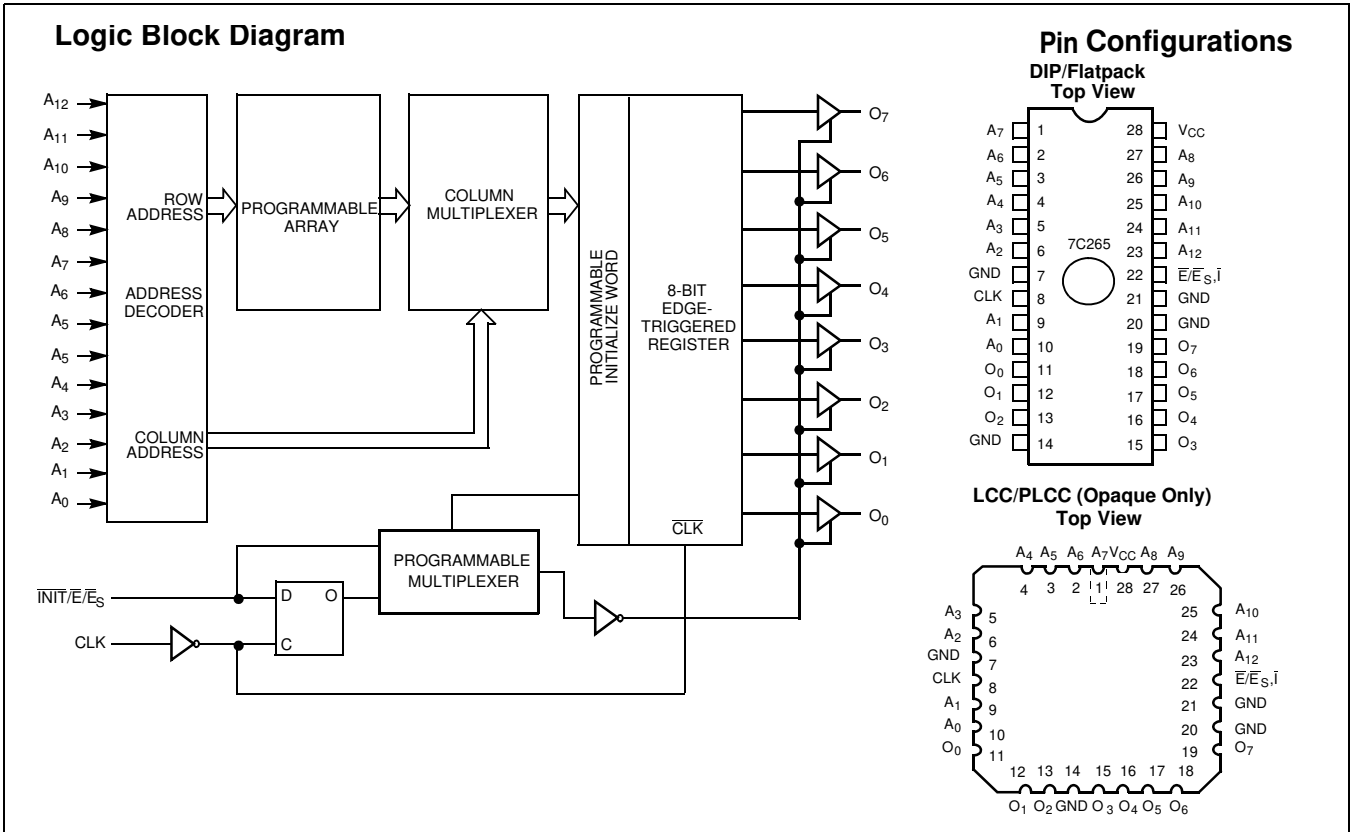 Logic Block Diagram
A12
A11
A10
A9
A8
A7
A6
A5
A5
A4
A3
A2
A1
A0
ROW
ADDRESS
ADDRESS
DECODER
COLUMN
ADDRESS
PROGRAMMABLE
ARRAY
COLUMN
MULTIPLEXER
PROGRAMMABLE
INITIALIZE WORD
8-BIT
EDGE-
TRIGGERED
REGISTER
CLK
O7
O6
O5
O4
O3
O2
O1
O0
PROGRAMMABLE
MULTIPLEXER
INIT/E/ES
D O
CLK
C
Pin Configurations
DIP/Flatpack
Top View
A7 1 28 VCC
A6 2 27 A8
A5 3 26 A9
A4 4 25 A10
A3 5 24 A11
A2 6 23 A12
7C265
GND 7 22 E/ES,I
CLK 8 21 GND
A1 9 20 GND
A0 10 19 O7
O0 11 18 O6
O1 12 17 O5
O2 13 16 O4
GND 14 15 O3
LCC/PLCC (Opaque Only)
Top View
A4 A5 A6 A7 VCC A8 A9
4 3 2 1 28 27 26
A3 5 25 A10
A2 6 24 A11
GND 7 23 A12
CLK 8 22 E/ES,I
A1 9 21 GND
A0 10 20 GND
O0 11 19 O7
12 13 14 15 16 17 18
O1 O2 GND O3 O4 O5 O6